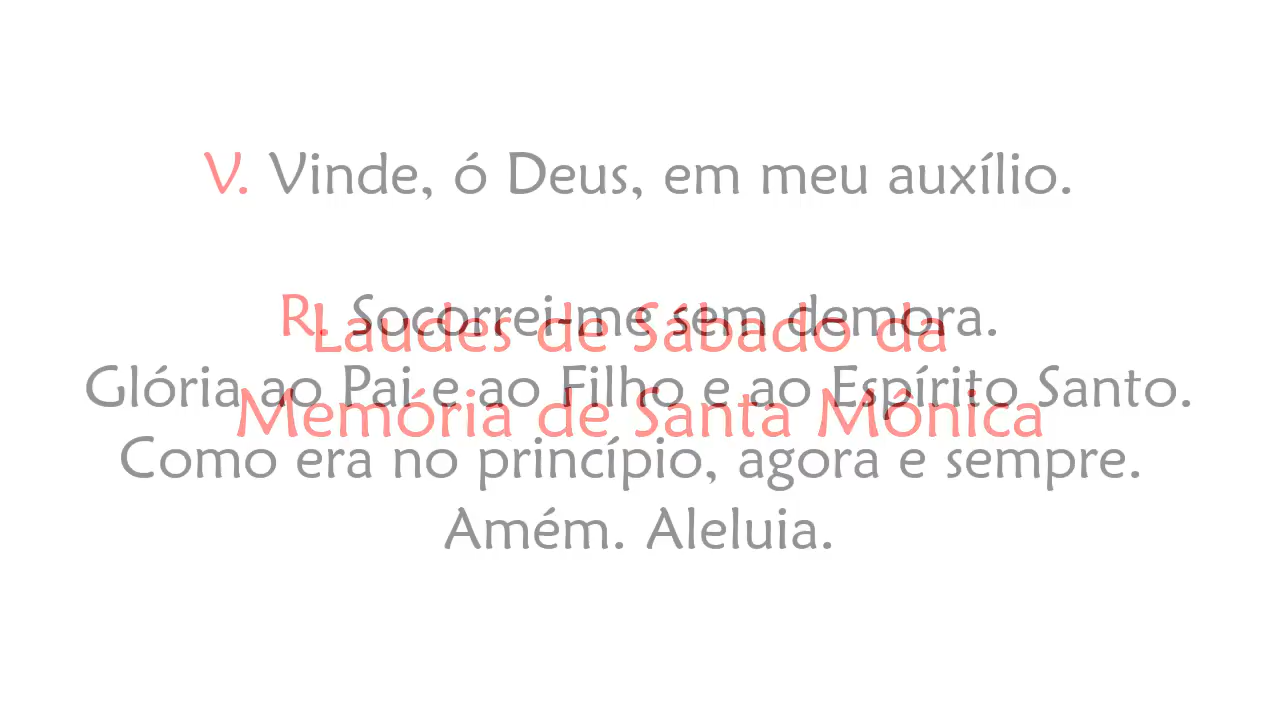 V. Vinde, ó Deus, em meu auxílio.
R. Socorrei-me sem demora.
Laudes de Sábado da
Glória ao Pai e ao Filho e ao Espírito Santo.
Memória de Santa Mónica
Como era no princípio, agora e sempre.
Amém. Aleluia.